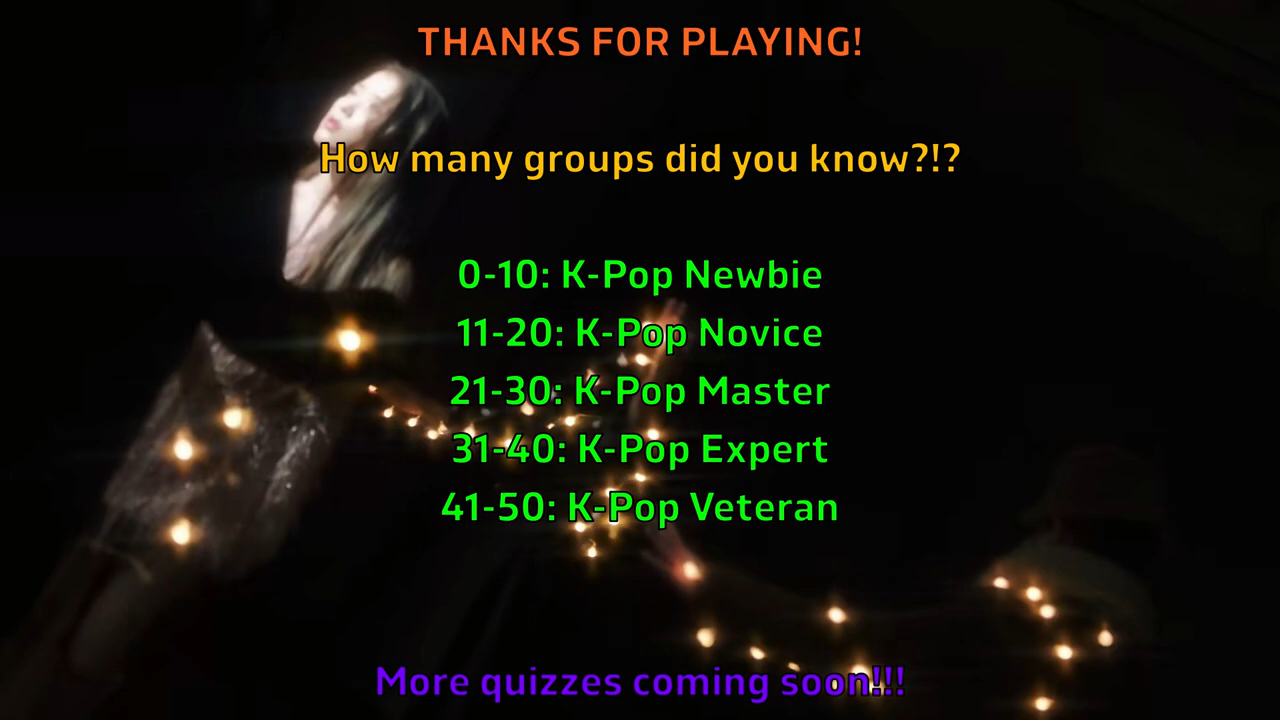 THANKS FOR PLAYING!
How many groups did you know?!?
0-10: K-Pop Newbie
11-20: K-Pop Novice
21-30: K-Pop Master
31-40: K-Pop Expert
41-50: K-Pop Veteran
More quizzes coming soon!!!